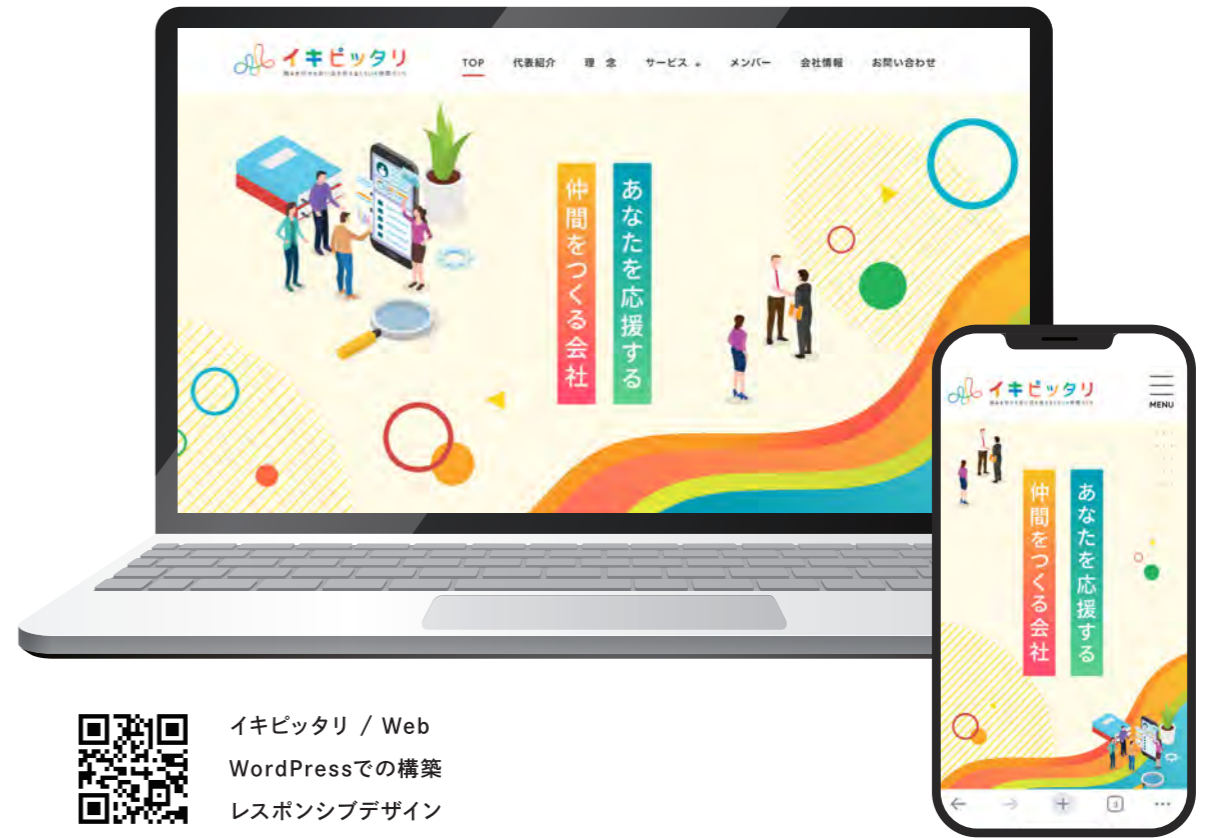 イキピッタリ
TOP 代表紹介 理 念 サービス メンバー 会社情報 お問い合わせ
あなたを応援する
仲間をつくる会社
イキピッタリ
MENU
あなたを応援する
仲間をつくる会社
3
イキピッタリ / Web
WordPressでの構築
レスポンシブデザイン